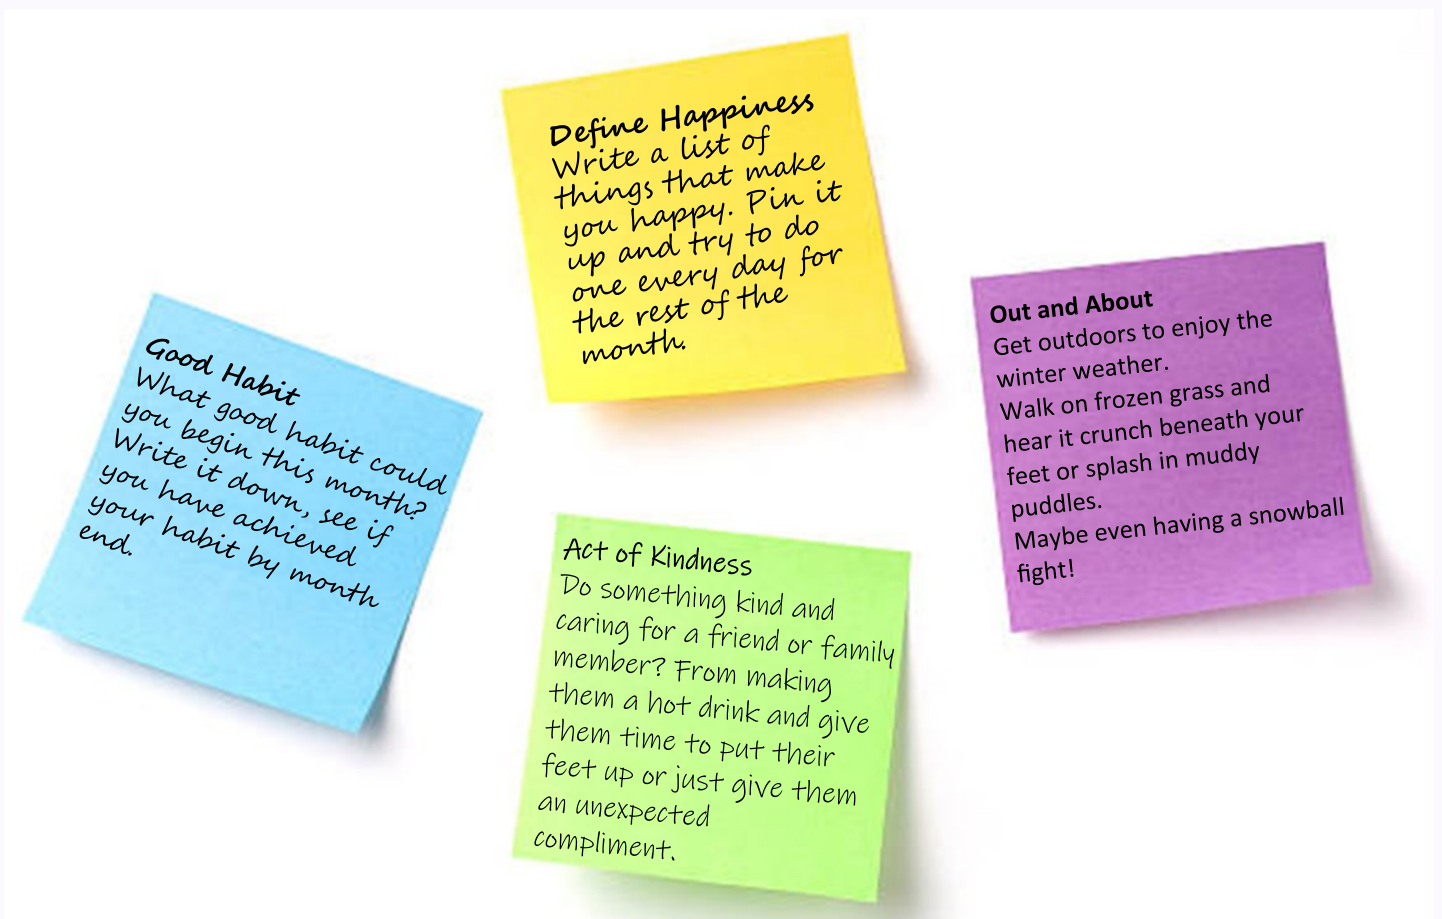 Define Happiness
Write a list of
things that make
you happy. Pin it
up and try to do
one every day for
the rest of the
month.
Good Habit
What good habit could
you begin this month?
Write it down, see if
you have achieved
your habit by month
end.
Out and About
Get outdoors to enjoy the
winter weather.
Walk on frozen grass and
hear it crunch beneath your
feet or splash in muddy
puddles.
Maybe even having a snowball
fight!
Act of Kindness
Do something kind and
caring for a friend or family
member? From making
them a hot drink and give
them time to put their
feet up or just give them
an unexpected
compliment.